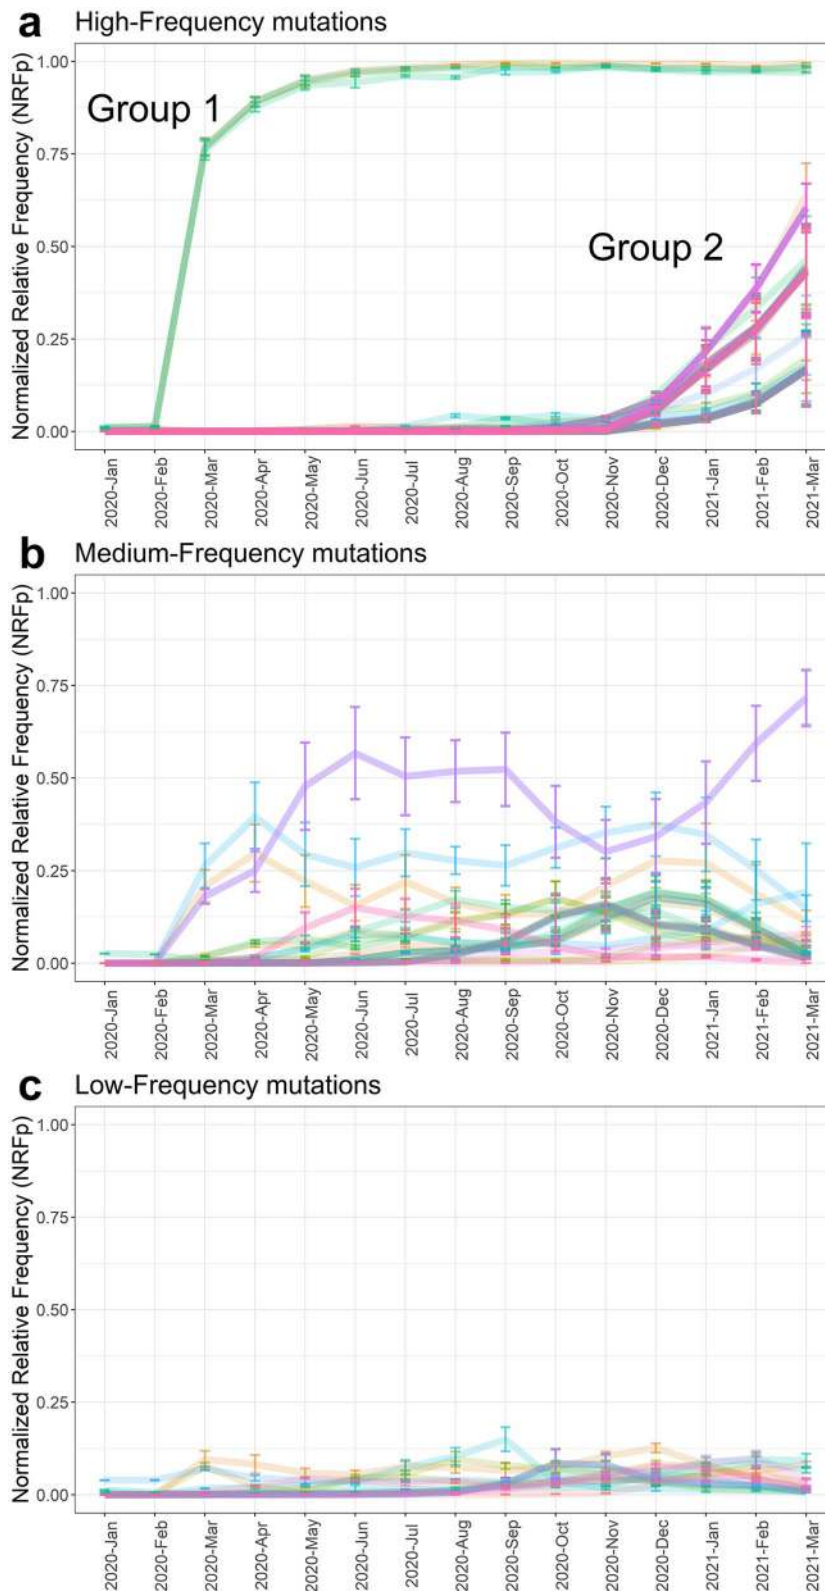 a High-Frequency mutations
Normalized Relative Frequency (NRFp)
1.00
0.75
0.50
0.25
0.00
Group 1
Group 2
2020-Jan
2020-Feb
2020-Mar
2020-Apr
2020-May
2020-Jun
2020-Jul
2020-Aug
2020-Sep
2020-Oct
2020-Nov
2020-Dec
2021-Jan
2021-Feb
2021-Mar
b Medium-Frequency mutations
Normalized Relative Frequency (NRFp)
1.00
0.75
0.50
0.25
0.00
2020-Jan
2020-Feb
2020-Mar
2020-Apr
2020-May
2020-Jun
2020-Jul
2020-Aug
2020-Sep
2020-Oct
2020-Nov
2020-Dec
2021-Jan
2021-Feb
2021-Mar
c Low-Frequency mutations
Normalized Relative Frequency (NRFp)
1.00
0.75
0.50
0.25
0.00
2020-Jan
2020-Feb
2020-Mar
2020-Apr
2020-May
2020-Jun
2020-Jul
2020-Aug
2020-Sep
2020-Oct
2020-Nov
2020-Dec
2021-Jan
2021-Feb
2021-Mar